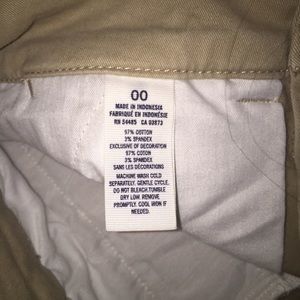 00
MADE IN INDONESIA
FABRIQUÉ EN INDONÉSIE
RN 54485 CA 03873
97% COTTON
3% SPANDEX
EXCLUSIVE OF DECORATION
97% COTON
3% SPANDEX
SANS LES DÉCORATIONS
MACHINE WASH COLD
SEPARATELY. GENTLE CYCLE.
DO NOT BLEACH.TUMBLE
DRY LOW. REMOVE
PROMPTLY. COOL IRON IF
NEEDED.